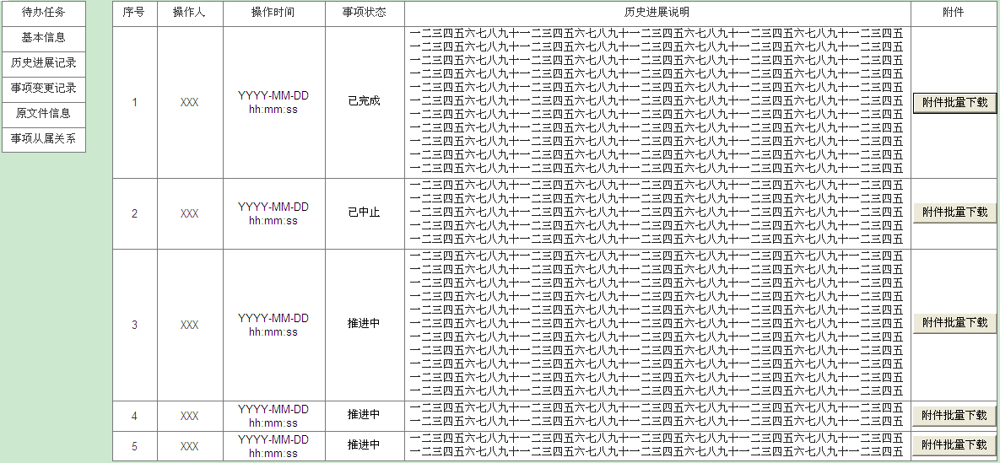 待办任务
基本信息
历史进展记录
事项变更记录
原文件信息
事项从属关系
序号 操作人 操作时间 事项状态 历史进展说明 附件
1 XXX YYYY-MM-DD
hh:mm:ss
已完成
一二三四五六七八九十一二三四五六七八九十一二三四五六七八九十一二三四五六七八九十一二三四五
一二三四五六七八九十一二三四五六七八九十一二三四五六七八九十一二三四五六七八九十一二三四五
一二三四五六七八九十一二三四五六七八九十一二三四五六七八九十一二三四五六七八九十一二三四五
一二三四五六七八九十一二三四五六七八九十一二三四五六七八九十一二三四五六七八九十一二三四五
一二三四五六七八九十一二三四五六七八九十一二三四五六七八九十一二三四五六七八九十一二三四五
一二三四五六七八九十一二三四五六七八九十一二三四五六七八九十一二三四五六七八九十一二三四五
一二三四五六七八九十一二三四五六七八九十一二三四五六七八九十一二三四五六七八九十一二三四五
一二三四五六七八九十一二三四五六七八九十一二三四五六七八九十一二三四五六七八九十一二三四五
一二三四五六七八九十一二三四五六七八九十一二三四五六七八九十一二三四五六七八九十一二三四五
一二三四五六七八九十一二三四五六七八九十一二三四五六七八九十一二三四五六七八九十一二三四五
一二三四五六七八九十一二三四五六七八九十一二三四五六七八九十一二三四五六七八九十一二三四五
附件批量下载
2 XXX YYYY-MM-DD
hh:mm:ss
已中止
一二三四五六七八九十一二三四五六七八九十一二三四五六七八九十一二三四五六七八九十一二三四五
一二三四五六七八九十一二三四五六七八九十一二三四五六七八九十一二三四五六七八九十一二三四五
一二三四五六七八九十一二三四五六七八九十一二三四五六七八九十一二三四五六七八九十一二三四五
一二三四五六七八九十一二三四五六七八九十一二三四五六七八九十一二三四五六七八九十一二三四五
一二三四五六七八九十一二三四五六七八九十一二三四五六七八九十一二三四五六七八九十一二三四五
附件批量下载
3 XXX YYYY-MM-DD
hh:mm:ss
推进中
一二三四五六七八九十一二三四五六七八九十一二三四五六七八九十一二三四五六七八九十一二三四五
一二三四五六七八九十一二三四五六七八九十一二三四五六七八九十一二三四五六七八九十一二三四五
一二三四五六七八九十一二三四五六七八九十一二三四五六七八九十一二三四五六七八九十一二三四五
一二三四五六七八九十一二三四五六七八九十一二三四五六七八九十一二三四五六七八九十一二三四五
一二三四五六七八九十一二三四五六七八九十一二三四五六七八九十一二三四五六七八九十一二三四五
一二三四五六七八九十一二三四五六七八九十一二三四五六七八九十一二三四五六七八九十一二三四五
一二三四五六七八九十一二三四五六七八九十一二三四五六七八九十一二三四五六七八九十一二三四五
一二三四五六七八九十一二三四五六七八九十一二三四五六七八九十一二三四五六七八九十一二三四五
一二三四五六七八九十一二三四五六七八九十一二三四五六七八九十一二三四五六七八九十一二三四五
一二三四五六七八九十一二三四五六七八九十一二三四五六七八九十一二三四五六七八九十一二三四五
一二三四五六七八九十一二三四五六七八九十一二三四五六七八九十一二三四五六七八九十一二三四五
附件批量下载
4 XXX YYYY-MM-DD
hh:mm:ss
推进中
一二三四五六七八九十一二三四五六七八九十一二三四五六七八九十一二三四五六七八九十一二三四五
一二三四五六七八九十一二三四五六七八九十一二三四五六七八九十一二三四五六七八九十一二三四五
附件批量下载
5 XXX YYYY-MM-DD
hh:mm:ss
推进中
一二三四五六七八九十一二三四五六七八九十一二三四五六七八九十一二三四五六七八九十一二三四五
一二三四五六七八九十一二三四五六七八九十一二三四五六七八九十一二三四五六七八九十一二三四五
附件批量下载